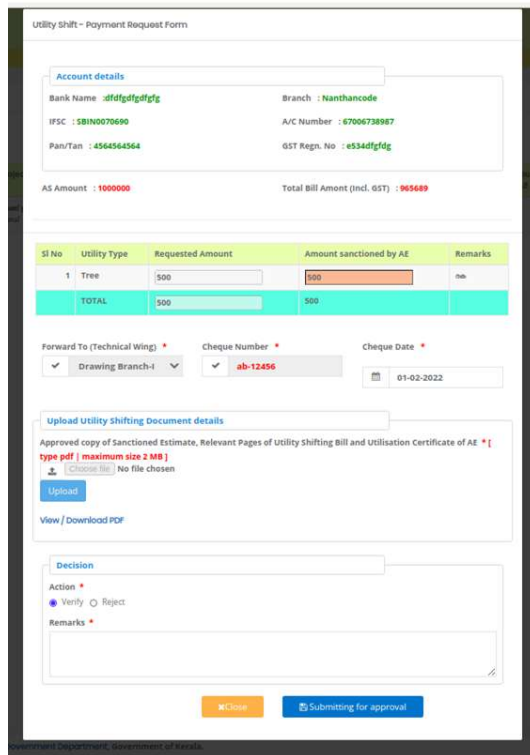 Utility Shift - Payment Request Form
Account details
Bank Name :dfdfgdfgdfgfg Branch : Nanthancode
IFSC : SBIN0070690 A/C Number : 67006738987
Pan/Tan : 4564564564 GST Regn. No : e534dfgfdg
AS Amount : 1000000 Total Bill Amont (Incl. GST) : 965689
Sl No Utility Type Requested Amount Amount sanctioned by AE Remarks
1 Tree 500 500
TOTAL 500 500
Forward To (Technical Wing) * Cheque Number * Cheque Date *
Drawing Branch-I ab-12456 01-02-2022
Upload Utility Shifting Document details
Approved copy of Sanctioned Estimate, Relevant Pages of Utility Shifting Bill and Utilisation Certificate of AE * [
type pdf | maximum size 2 MB ]
Choose file No file chosen
Upload
View / Download PDF
Decision
Action *
Verify Reject
Remarks *
Close Submitting for approval
overnment Department, Government of Kerala.